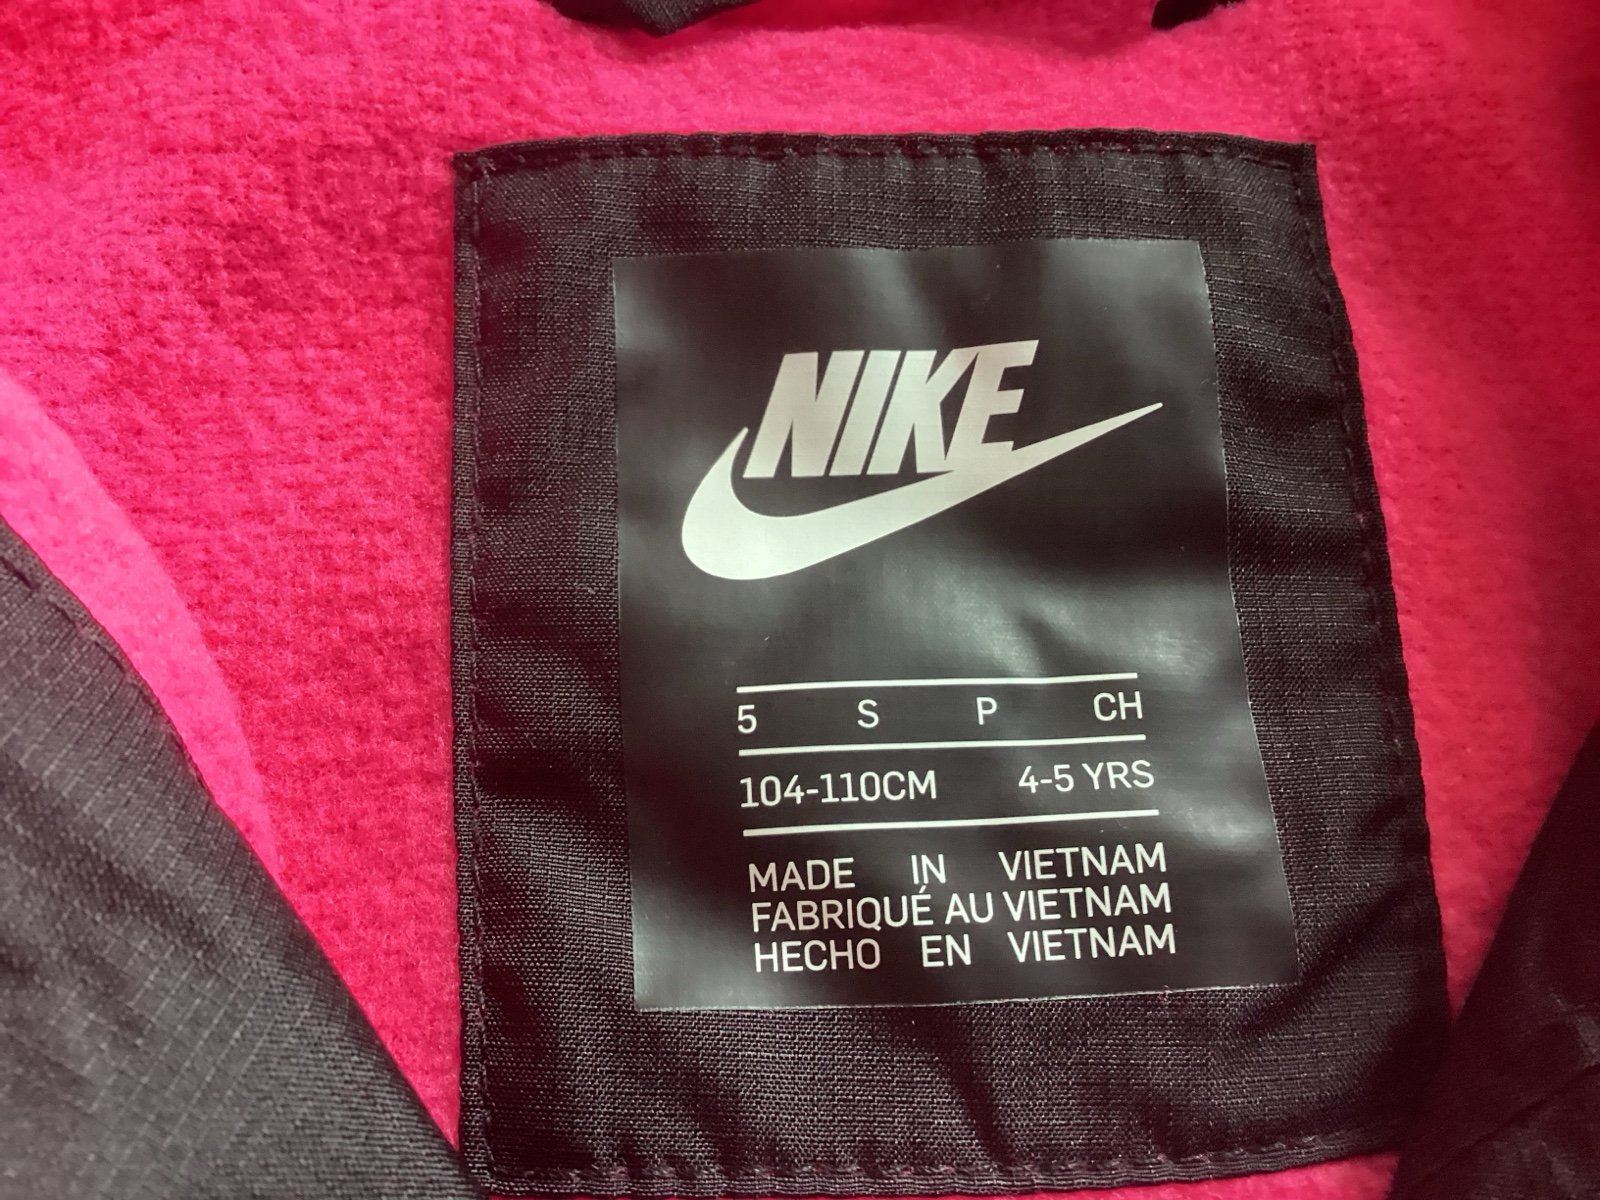 NIKE
5 S P CH
104-110CM 4-5 YRS
MADE IN VIETNAM
FABRIQUÉ AU VIETNAM
HECHO EN VIETNAM